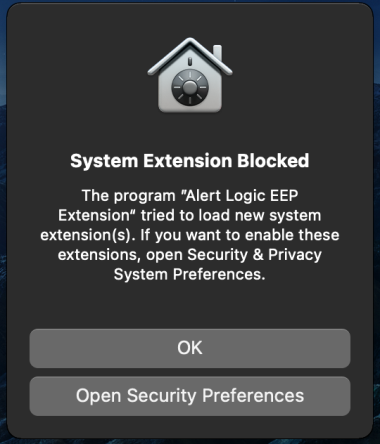 System Extension Blocked
The program "Alert Logic EEP
Extension" tried to load new system
extension(s). If you want to enable these
extensions, open Security & Privacy
System Preferences.
OK
Open Security Preferences